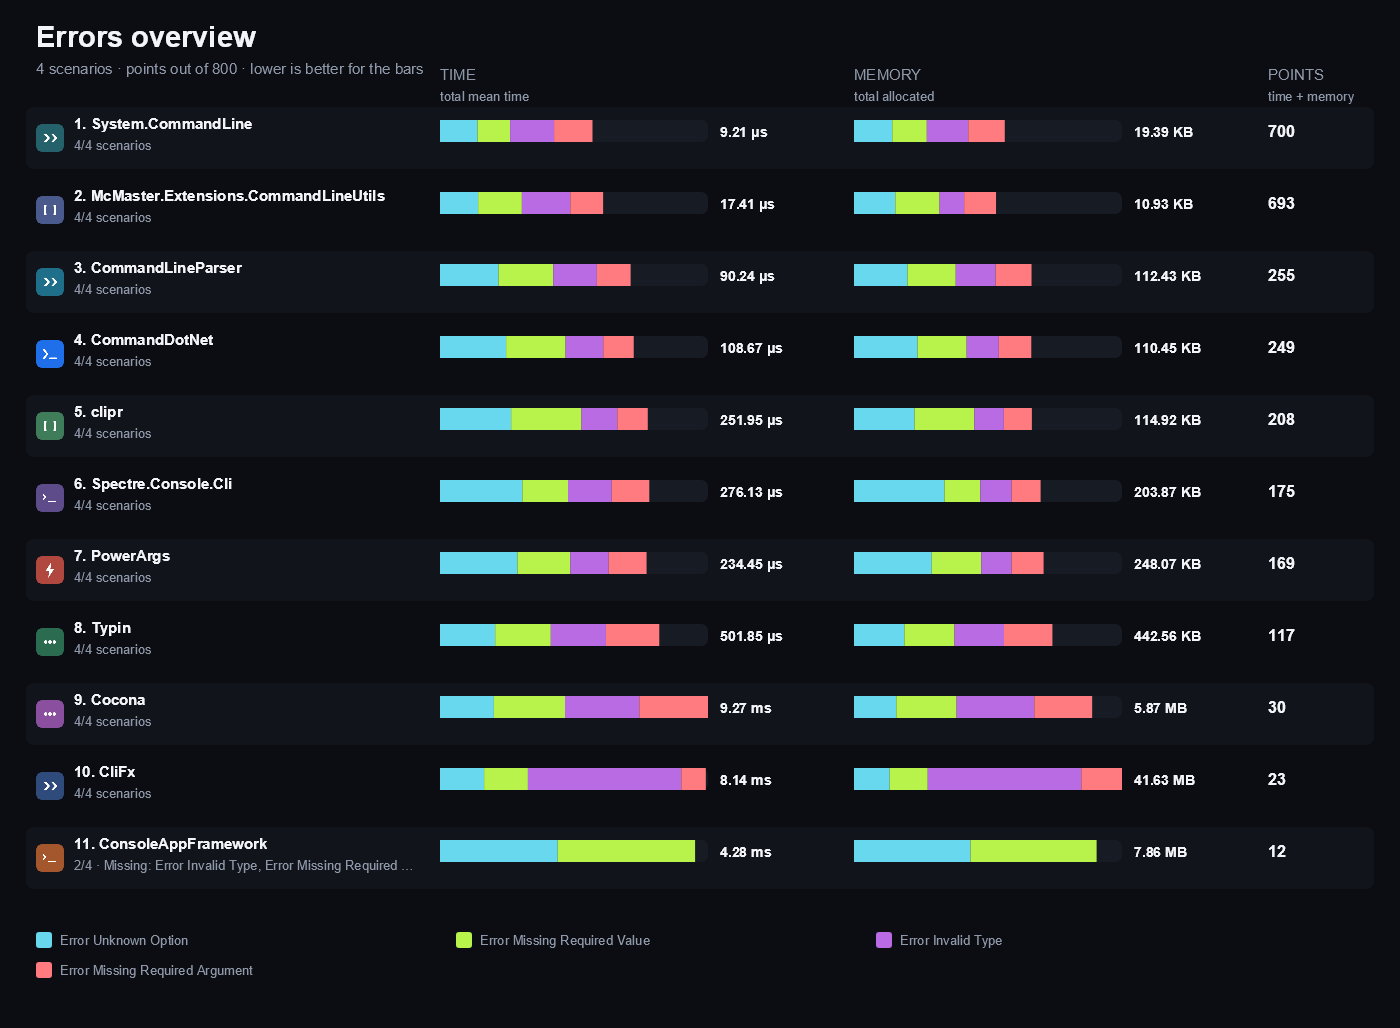 Errors overview
4 scenarios · points out of 800 · lower is better for the bars
TIME
total mean time
MEMORY
total allocated
POINTS
time + memory
1. System.CommandLine
4/4 scenarios
9.21 µs
19.39 KB
700
2. McMaster.Extensions.CommandLineUtils
4/4 scenarios
17.41 µs
10.93 KB
693
3. CommandLineParser
4/4 scenarios
90.24 µs
112.43 KB
255
4. CommandDotNet
4/4 scenarios
108.67 µs
110.45 KB
249
5. clipr
4/4 scenarios
251.95 µs
114.92 KB
208
6. Spectre.Console.Cli
4/4 scenarios
276.13 µs
203.87 KB
175
7. PowerArgs
4/4 scenarios
234.45 µs
248.07 KB
169
8. Typin
4/4 scenarios
501.85 µs
442.56 KB
117
9. Cocona
4/4 scenarios
9.27 ms
5.87 MB
30
10. CliFx
4/4 scenarios
8.14 ms
41.63 MB
23
11. ConsoleAppFramework
2/4 · Missing: Error Invalid Type, Error Missing Required ...
4.28 ms
7.86 MB
12
Error Unknown Option
Error Missing Required Value
Error Invalid Type
Error Missing Required Argument